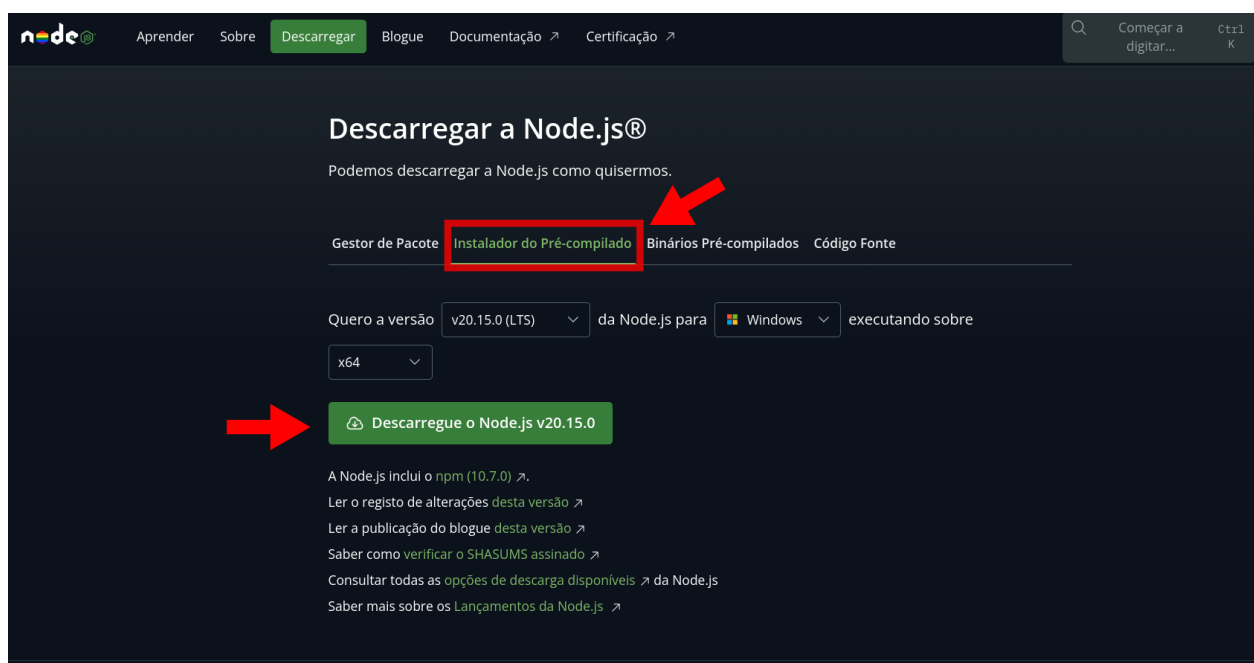 node JS Aprender Sobre Descarregar Blogue Documentação ↗ Certificação ↗ Começar a digitar... Ctrl K
Descarregar a Node.js®
Podemos descarregar a Node.js como quisermos.
Gestor de Pacote Instalador do Pré-compilado Binários Pré-compilados Código Fonte
Quero a versão v20.15.0 (LTS) da Node.js para Windows executando sobre
x64
Descarregue o Node.js v20.15.0
A Node.js inclui o npm (10.7.0) ↗.
Ler o registo de alterações desta versão ↗
Ler a publicação do blogue desta versão ↗
Saber como verificar o SHASUMS assinado ↗
Consultar todas as opções de descarga disponíveis ↗ da Node.js
Saber mais sobre os Lançamentos da Node.js ↗